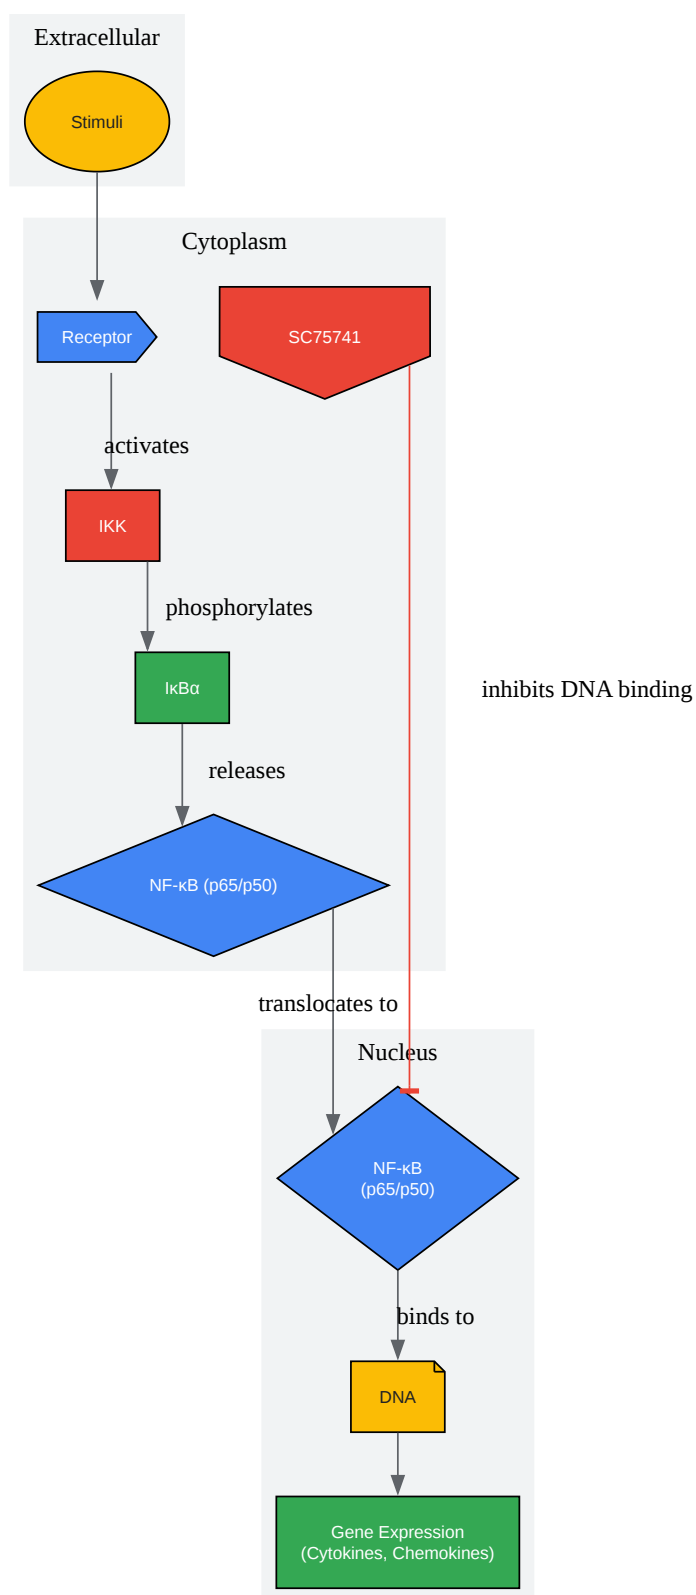 Extracellular
Stimuli
Cytoplasm
Receptor
SC75741
activates
IKK
phosphorylates
IκBα
inhibits DNA binding
releases
NF-κB (p65/p50)
translocates to
Nucleus
NF-κB
(p65/p50)
binds to
DNA
Gene Expression
(Cytokines, Chemokines)